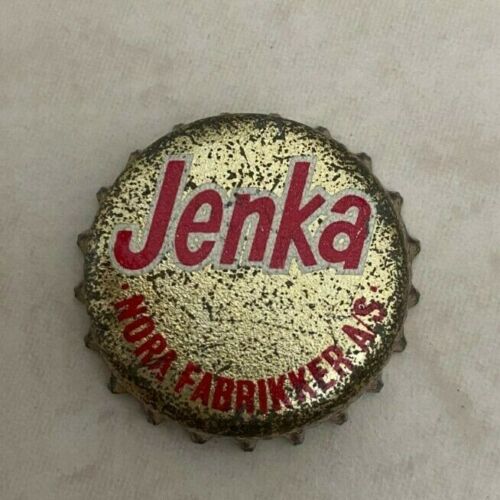 Jenka
· NORA FABRIKKER A/S ·